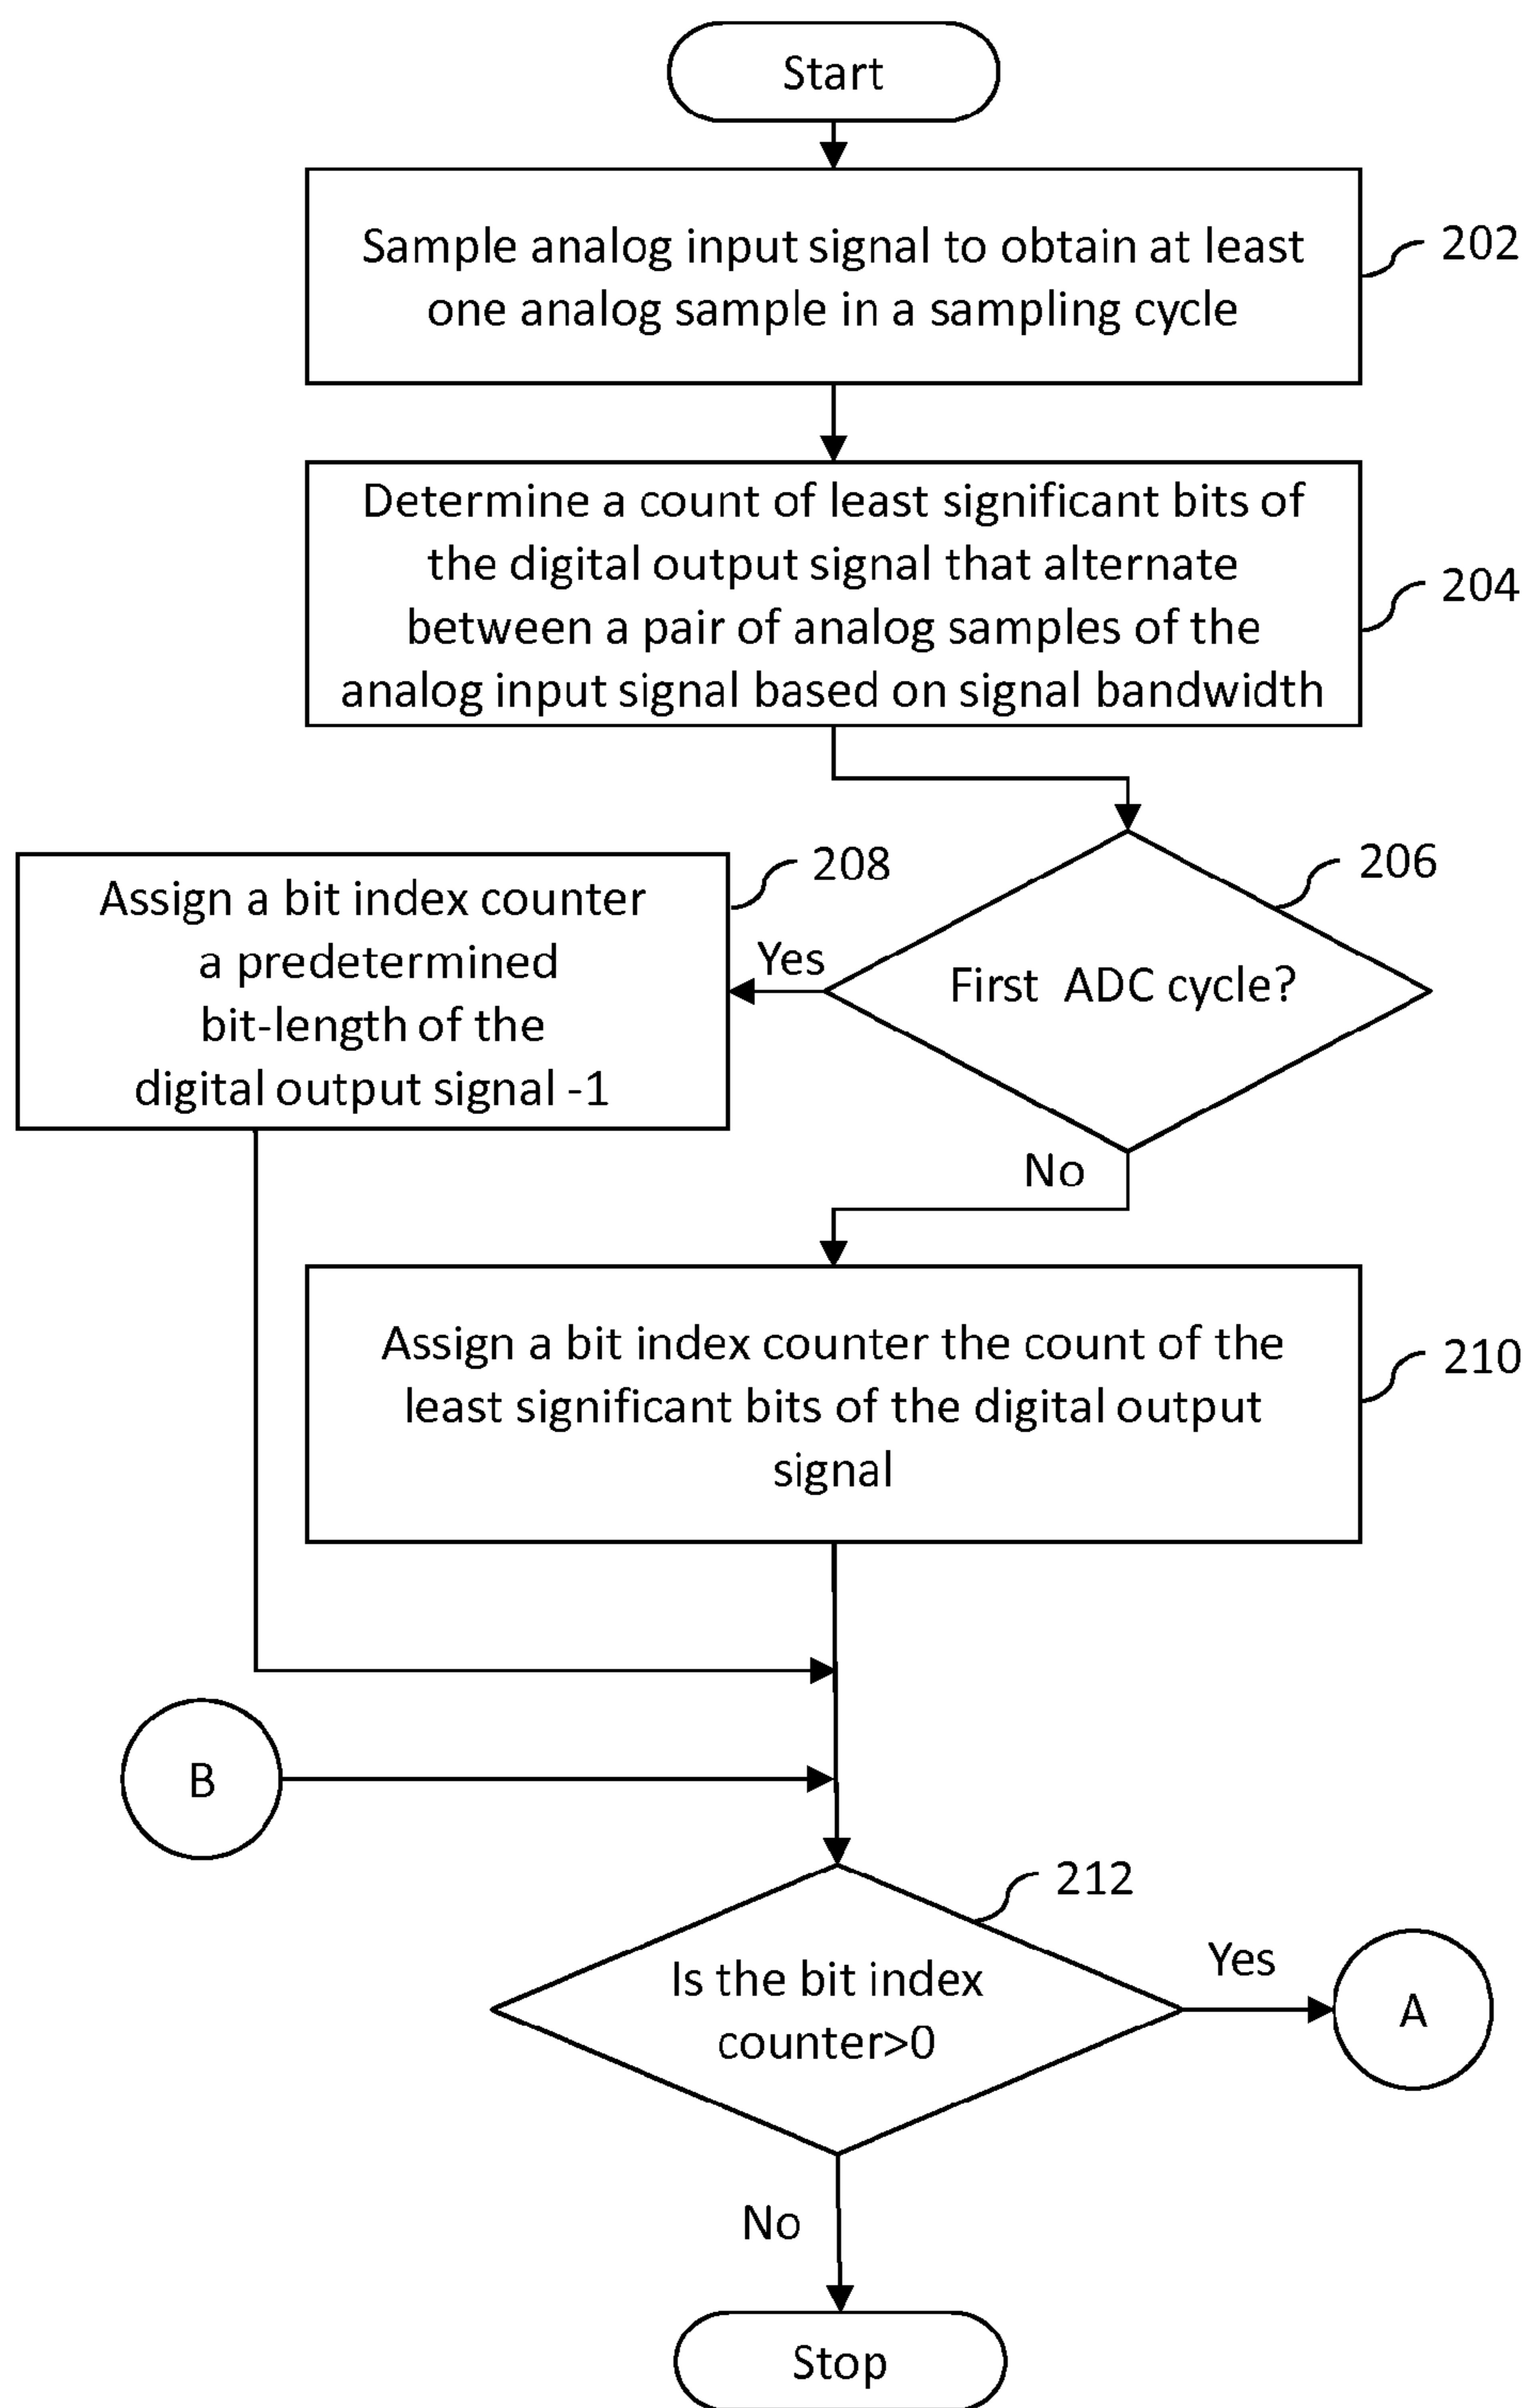 Start
Sample analog input signal to obtain at least
one analog sample in a sampling cycle
202
Determine a count of least significant bits of
the digital output signal that alternate
between a pair of analog samples of the
analog input signal based on signal bandwidth
204
206
First ADC cycle?
Yes
208
Assign a bit index counter
a predetermined
bit-length of the
digital output signal -1
No
Assign a bit index counter the count of the
least significant bits of the digital output
signal
210
B
212
Is the bit index
counter>0
Yes
A
No
Stop